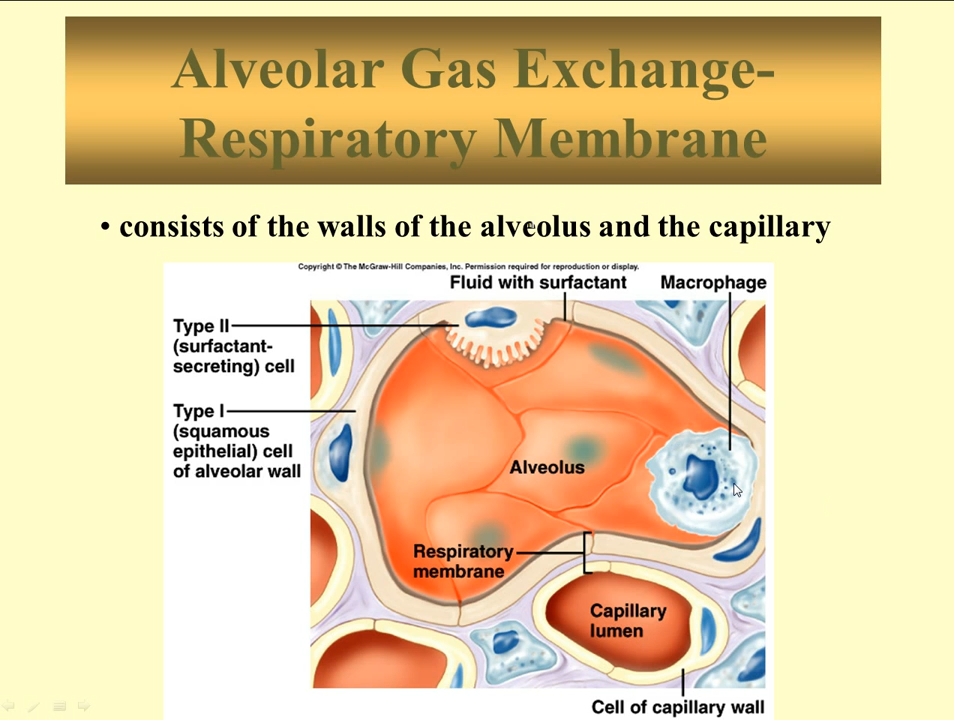 Alveolar Gas Exchange-
Respiratory Membrane
• consists of the walls of the alveolus and the capillary
Copyright © The McGraw-Hill Companies, Inc. Permission required for reproduction or display.
Fluid with surfactant
Macrophage
Type II
(surfactant-
secreting) cell
Type I
(squamous
epithelial) cell
of alveolar wall
Alveolus
Respiratory
membrane
Capillary
lumen
Cell of capillary wall